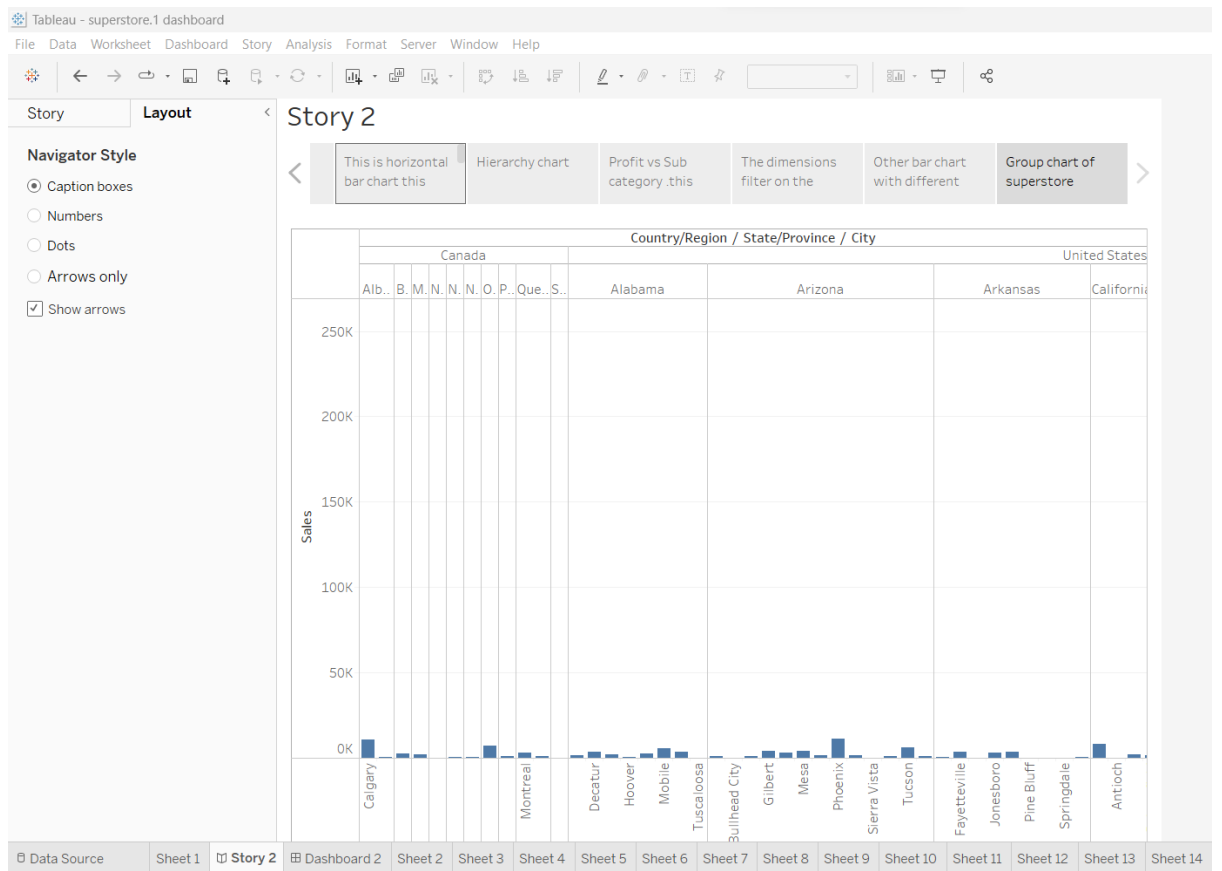 Tableau - superstore.1 dashboard
File Data Worksheet Dashboard Story Analysis Format Server Window Help
Story Layout
Navigator Style
Caption boxes
Numbers
Dots
Arrows only
Show arrows
Story 2
This is horizontal
bar chart this
Hierarchy chart
Profit vs Sub
category .this
The dimensions
filter on the
Other bar chart
with different
Group chart of
superstore
Country/Region / State/Province / City
Canada United States
Alb.. B. M. N. N. N. O. P.. Que.. S.. Alabama Arizona Arkansas California
250K
200K
150K
100K
50K
0K
Sales
Calgary Montreal Decatur Hoover Mobile Tuscaloosa Bullhead City Gilbert Mesa Phoenix Sierra Vista Tucson Fayetteville Jonesboro Pine Bluff Springdale Antioch
Data Source Sheet 1 Story 2 Dashboard 2 Sheet 2 Sheet 3 Sheet 4 Sheet 5 Sheet 6 Sheet 7 Sheet 8 Sheet 9 Sheet 10 Sheet 11 Sheet 12 Sheet 13 Sheet 14